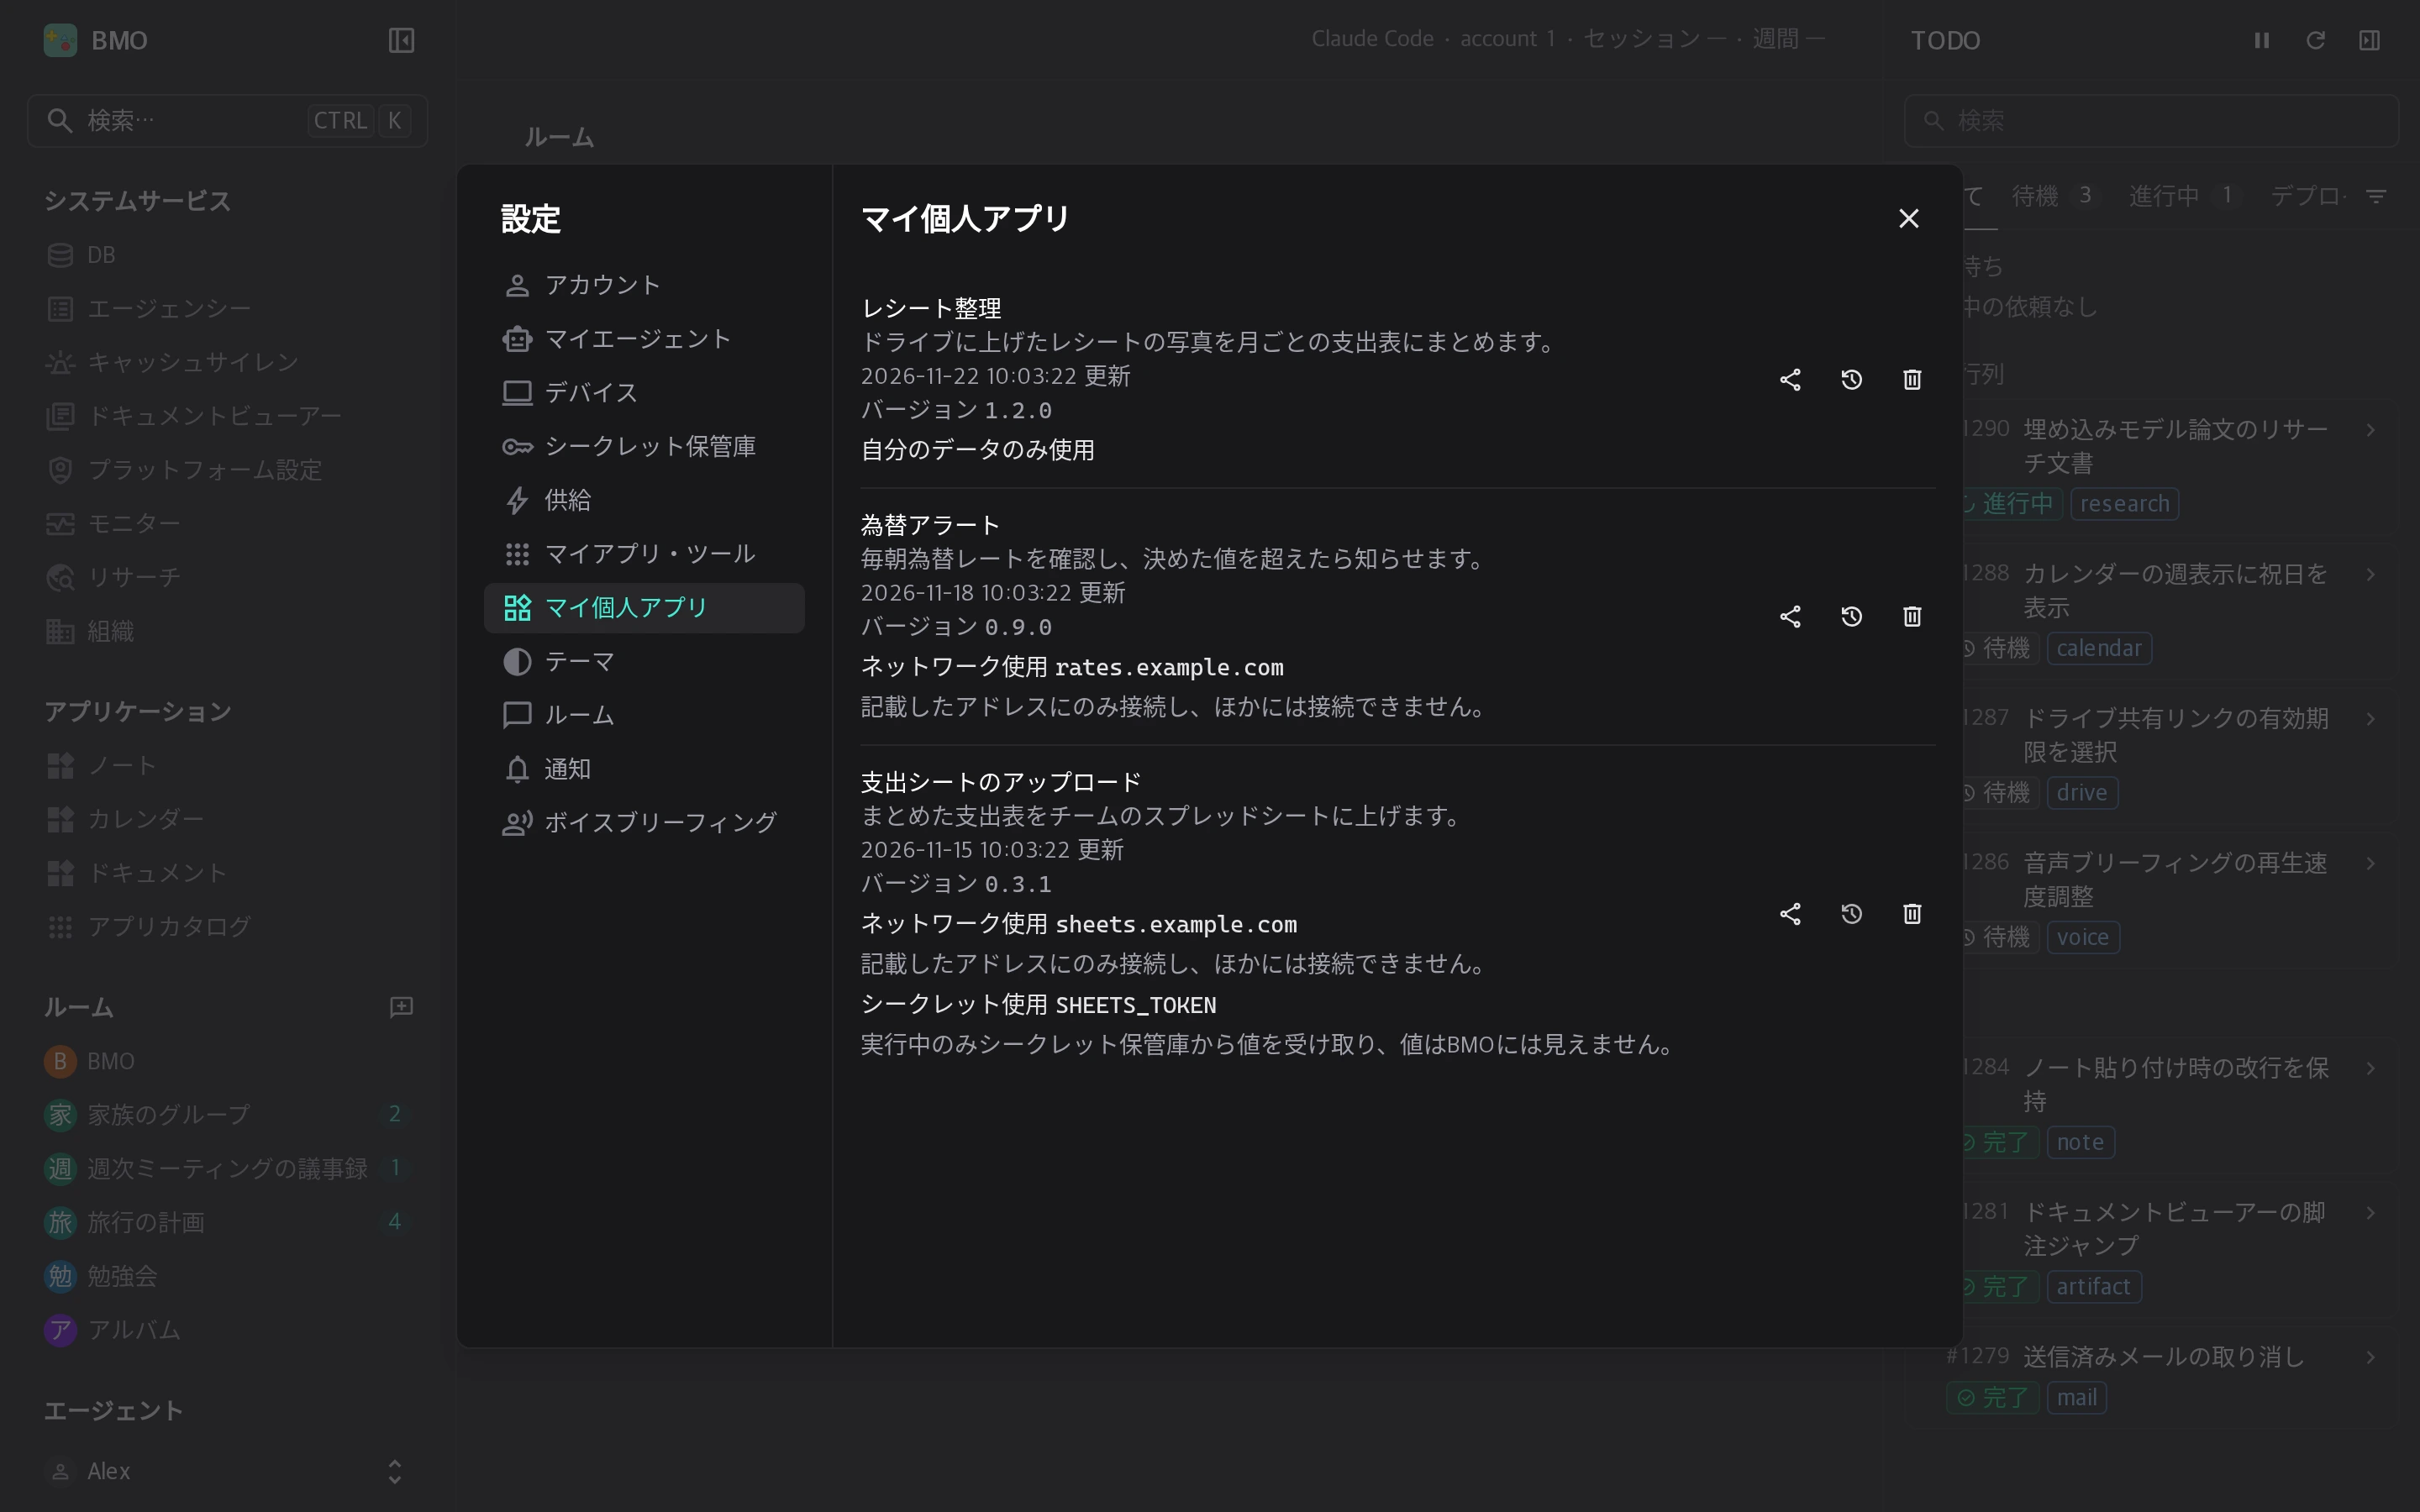 BMO
検索…
CTRL K
システムサービス
DB
エージェンシー
キャッシュサイレン
ドキュメントビューアー
プラットフォーム設定
モニター
リサーチ
組織
アプリケーション
ノート
カレンダー
ドキュメント
アプリカタログ
ルーム
B BMO
家 家族のグループ 2
週 週次ミーティングの議事録 1
旅 旅行の計画 4
勉 勉強会
ア アルバム
エージェント
Alex
Claude Code · account 1 · セッション — · 週間 —
ルーム
設定
アカウント
マイエージェント
デバイス
シークレット保管庫
供給
マイアプリ・ツール
マイ個人アプリ
テーマ
ルーム
通知
ボイスブリーフィング
マイ個人アプリ
レシート整理
ドライブに上げたレシートの写真を月ごとの支出表にまとめます。
2026-11-22 10:03:22 更新
バージョン 1.2.0
自分のデータのみ使用
為替アラート
毎朝為替レートを確認し、決めた値を超えたら知らせます。
2026-11-18 10:03:22 更新
バージョン 0.9.0
ネットワーク使用 rates.example.com
記載したアドレスにのみ接続し、ほかには接続できません。
支出シートのアップロード
まとめた支出表をチームのスプレッドシートに上げます。
2026-11-15 10:03:22 更新
バージョン 0.3.1
ネットワーク使用 sheets.example.com
記載したアドレスにのみ接続し、ほかには接続できません。
シークレット使用 SHEETS_TOKEN
実行中のみシークレット保管庫から値を受け取り、値はBMOには見えません。
TODO
検索
て 待機 3 進行中 1 デプロ
待ち
中の依頼なし
行列
1290 埋め込みモデル論文のリサー
チ文書
進行中 research
1288 カレンダーの週表示に祝日を
表示
待機 calendar
1287 ドライブ共有リンクの有効期
限を選択
待機 drive
1286 音声ブリーフィングの再生速
度調整
待機 voice
1284 ノート貼り付け時の改行を保
持
完了 note
1281 ドキュメントビューアーの脚
注ジャンプ
完了 artifact
#1279 送信済みメールの取り消し
完了 mail